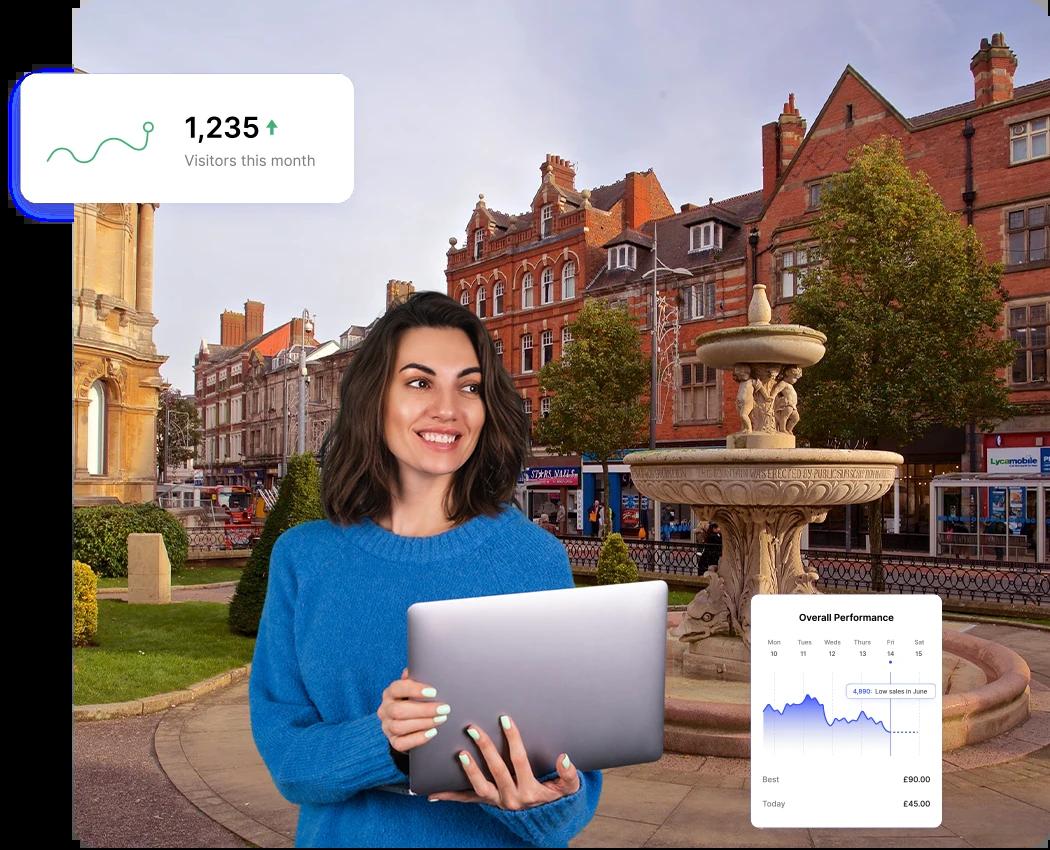 1,235
Visitors this month
STARS NAILS
Lycamobile
Overall Performance
Mon Tues Weds Thurs Fri Sat
10 11 12 13 14 15
4,890: Low sales in June
Best £90.00
Today £45.00